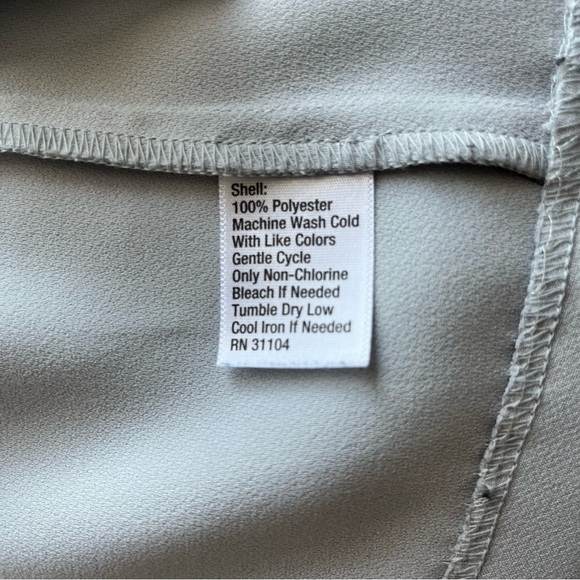 Shell:
100% Polyester
Machine Wash Cold
With Like Colors
Gentle Cycle
Only Non-Chlorine
Bleach If Needed
Tumble Dry Low
Cool Iron If Needed
RN 31104